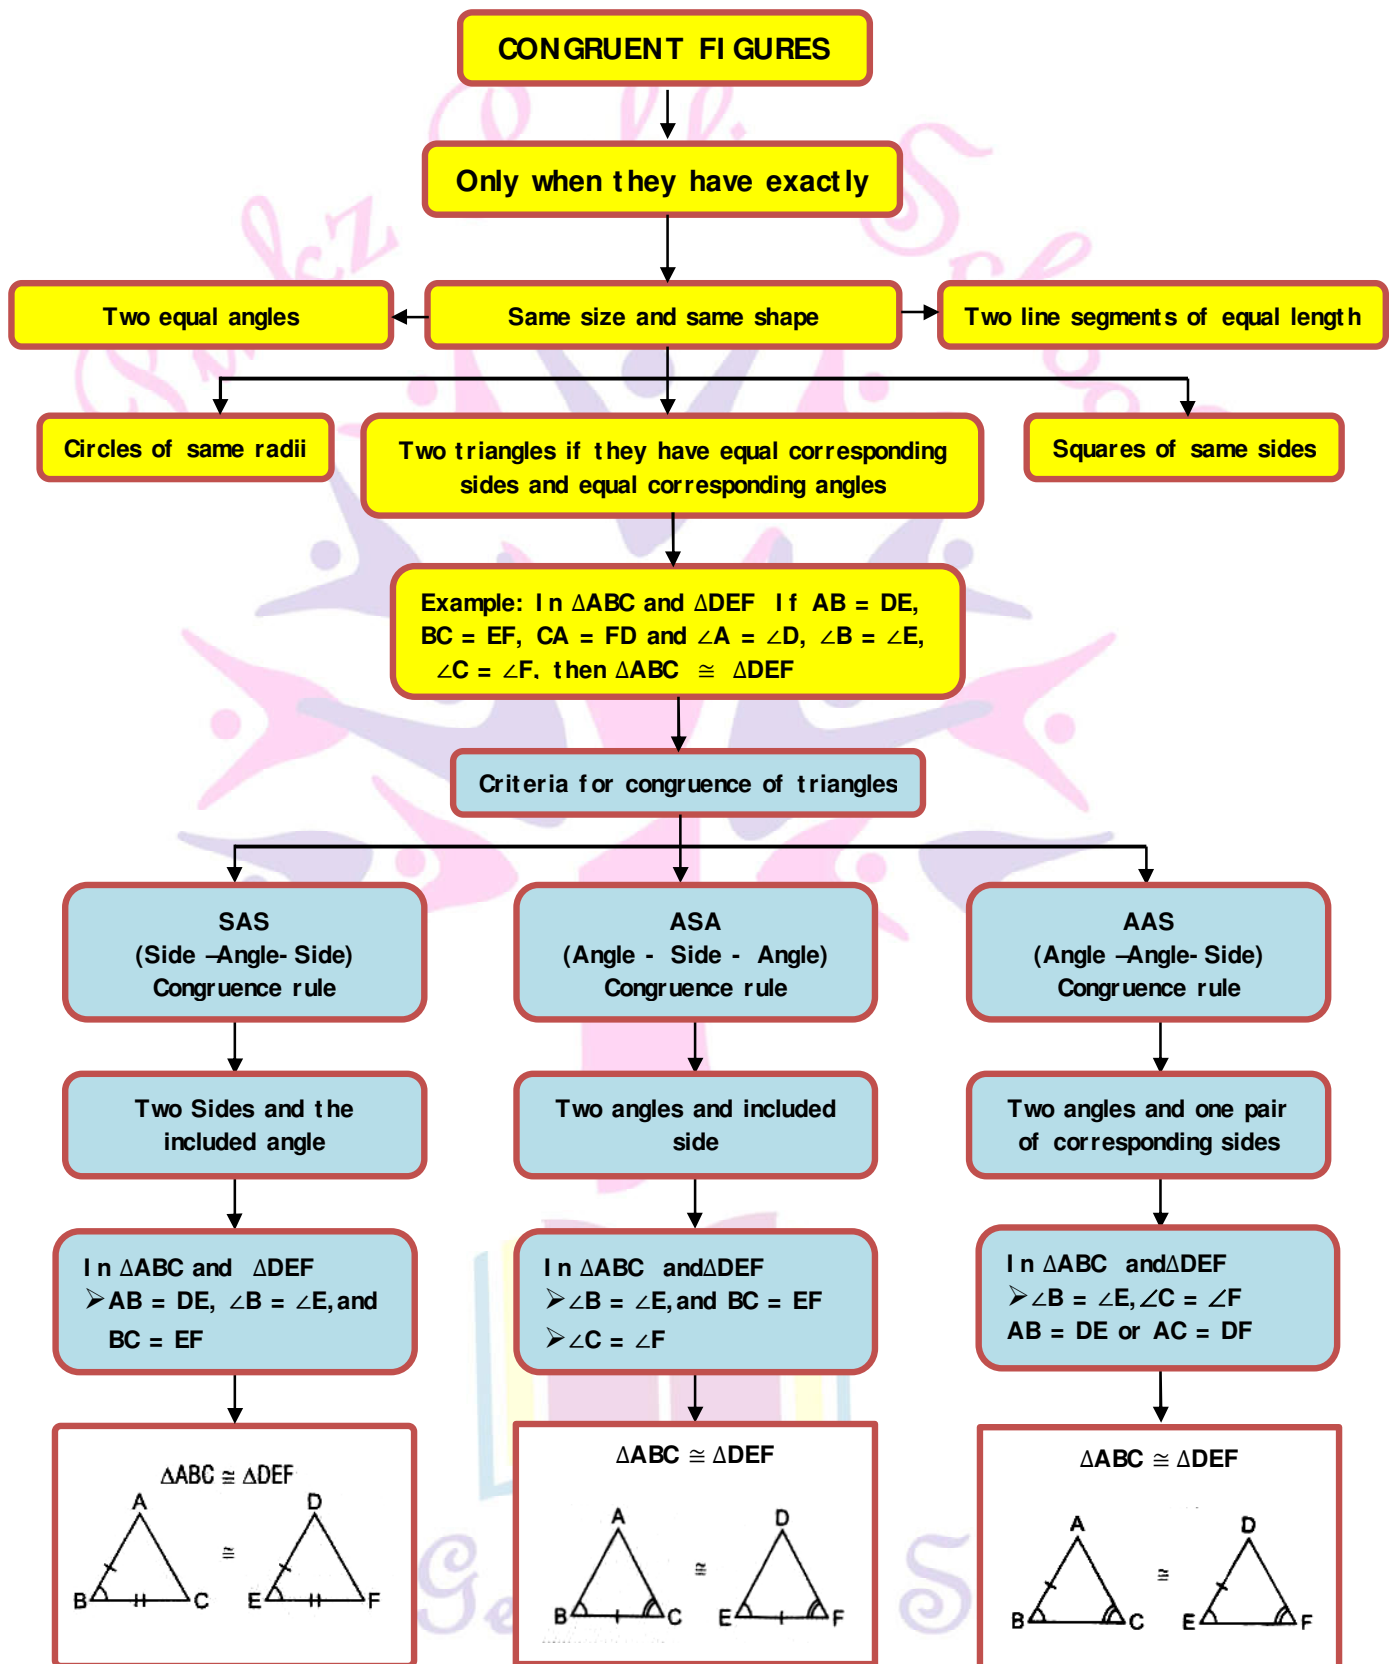 CONGRUENT FIGURES
Only when they have exactly
Two equal angles
Same size and same shape
Two line segments of equal length
Circles of same radii
Two triangles if they have equal corresponding
sides and equal corresponding angles
Squares of same sides
Example: In ΔABC and ΔDEF If AB = DE,
BC = EF, CA = FD and ∠A = ∠D, ∠B = ∠E,
∠C = ∠F, then ΔABC ≅ ΔDEF
Criteria for congruence of triangles
SAS
(Side –Angle- Side)
Congruence rule
ASA
(Angle - Side - Angle)
Congruence rule
AAS
(Angle –Angle- Side)
Congruence rule
Two Sides and the
included angle
Two angles and included
side
Two angles and one pair
of corresponding sides
In ΔABC and ΔDEF
➢ AB = DE, ∠B = ∠E, and
BC = EF
In ΔABC andΔDEF
➢ ∠B = ∠E, and BC = EF
➢ ∠C = ∠F
In ΔABC andΔDEF
➢ ∠B = ∠E, ∠C = ∠F
AB = DE or AC = DF
ΔABC ≅ ΔDEF
A D
≅
B C E F
ΔABC ≅ ΔDEF
A D
≅
B C E F
ΔABC ≅ ΔDEF
A D
≅
B C E F